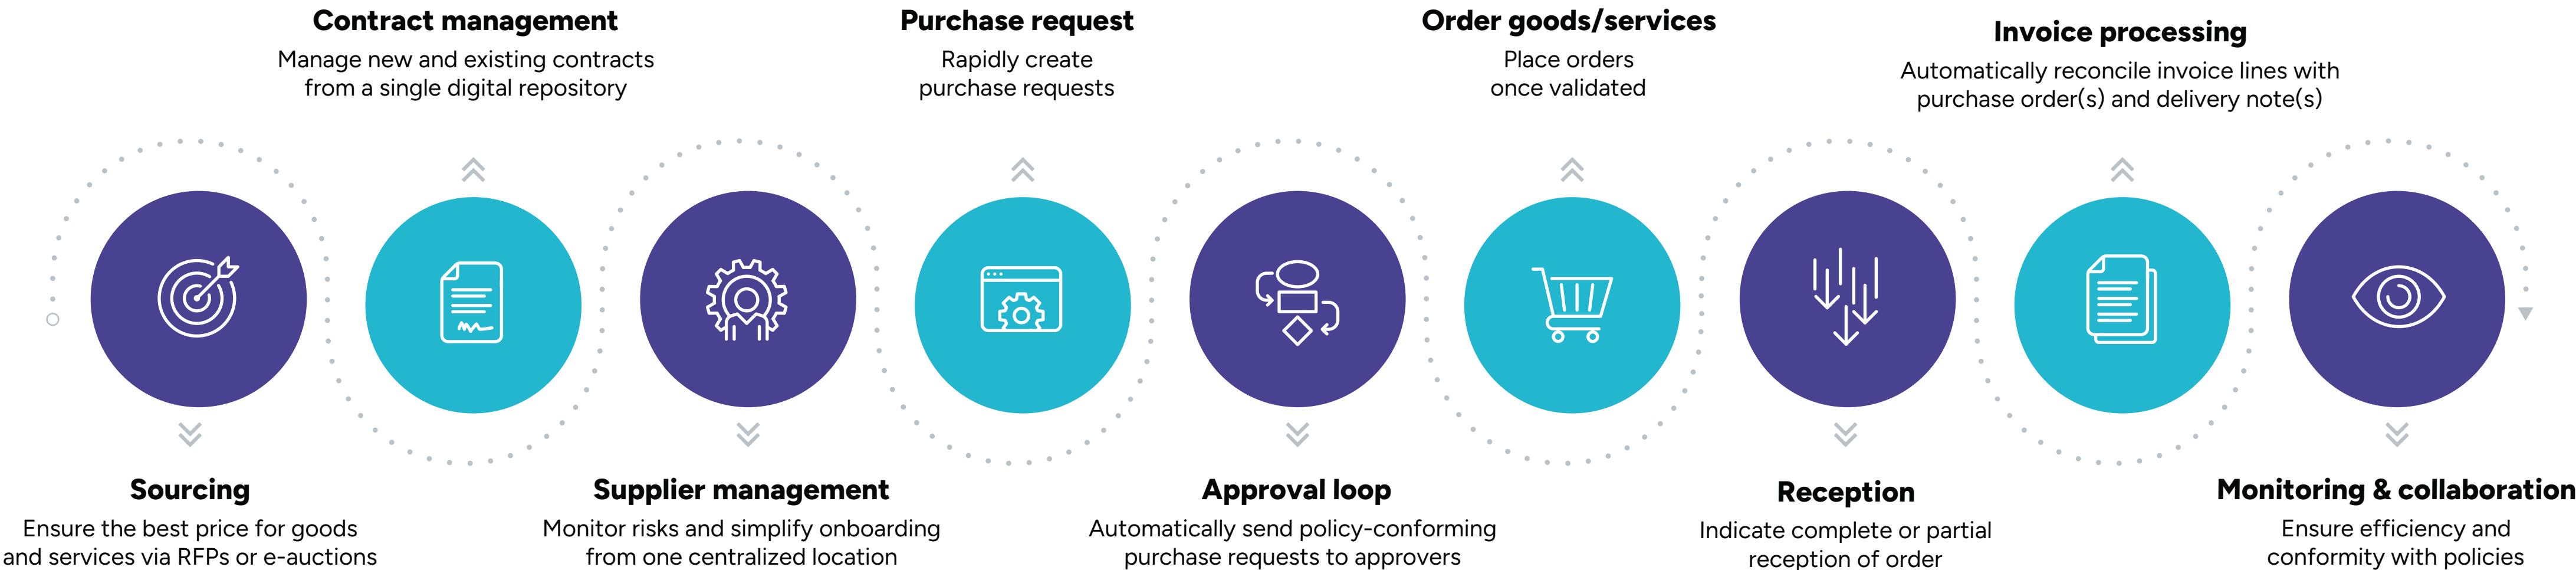 Contract management
Manage new and existing contracts
from a single digital repository
Purchase request
Rapidly create
purchase requests
Order goods/services
Place orders
once validated
Invoice processing
Automatically reconcile invoice lines with
purchase order(s) and delivery note(s)
Sourcing
Ensure the best price for goods
and services via RFPs or e-auctions
Supplier management
Monitor risks and simplify onboarding
from one centralized location
Approval loop
Automatically send policy-conforming
purchase requests to approvers
Reception
Indicate complete or partial
reception of order
Monitoring & collaboration
Ensure efficiency and
conformity with policies